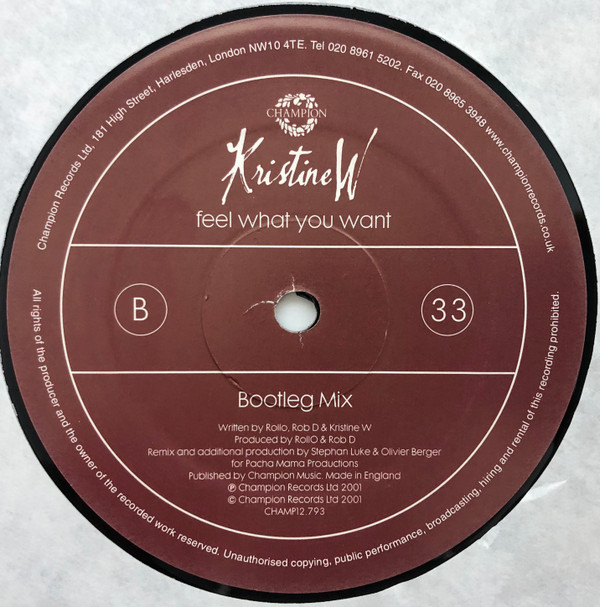 Champion Records Ltd, 181 High Street, Harlesden, London NW10 4TE. Tel 020 8961 5202. Fax 020 8965 3948 www.championrecords.co.uk
CHAMPION
Kristine W
feel what you want
B
33
Bootleg Mix
Written by Rollo, Rob D & Kristine W
Produced by RollO & Rob D
Remix and additional production by Stephan Luke & Olivier Berger
for Pacha Mama Productions
Published by Champion Music. Made in England
℗ Champion Records Ltd 2001
© Champion Records Ltd 2001
CHAMP12.793
All rights of the producer and the owner of the recorded work reserved. Unauthorised copying, public performance, broadcasting, hiring and rental of this recording prohibited.